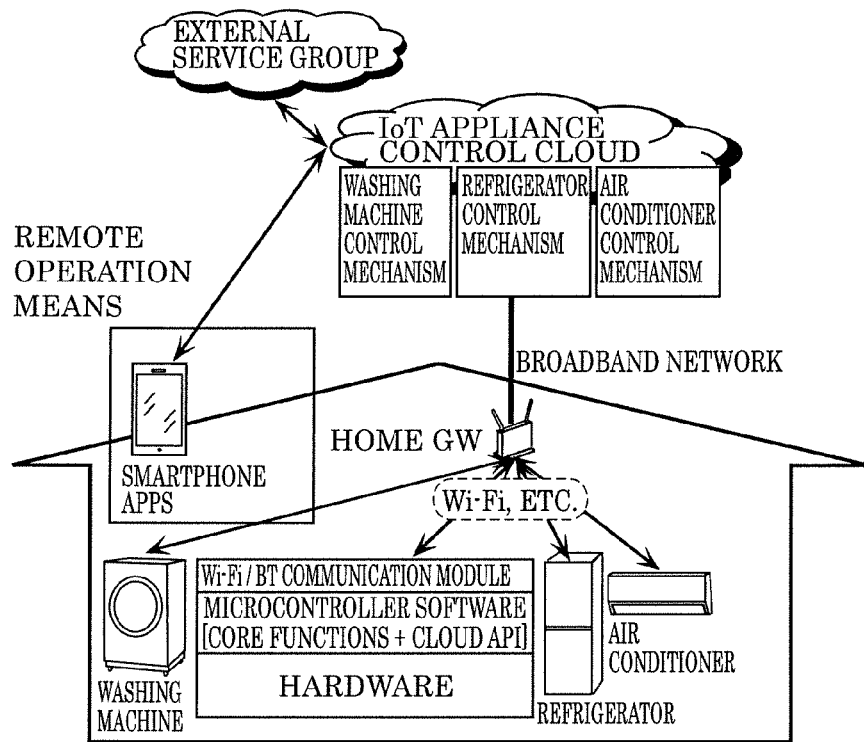 EXTERNAL
SERVICE GROUP
IoT APPLIANCE
CONTROL CLOUD
WASHING
MACHINE
CONTROL
MECHANISM
REFRIGERATOR
CONTROL
MECHANISM
AIR
CONDITIONER
CONTROL
MECHANISM
REMOTE
OPERATION
MEANS
BROADBAND NETWORK
HOME GW
SMARTPHONE
APPS
Wi-Fi, ETC.
Wi-Fi / BT COMMUNICATION MODULE
MICROCONTROLLER SOFTWARE
[CORE FUNCTIONS + CLOUD API]
HARDWARE
WASHING
MACHINE
REFRIGERATOR
AIR
CONDITIONER